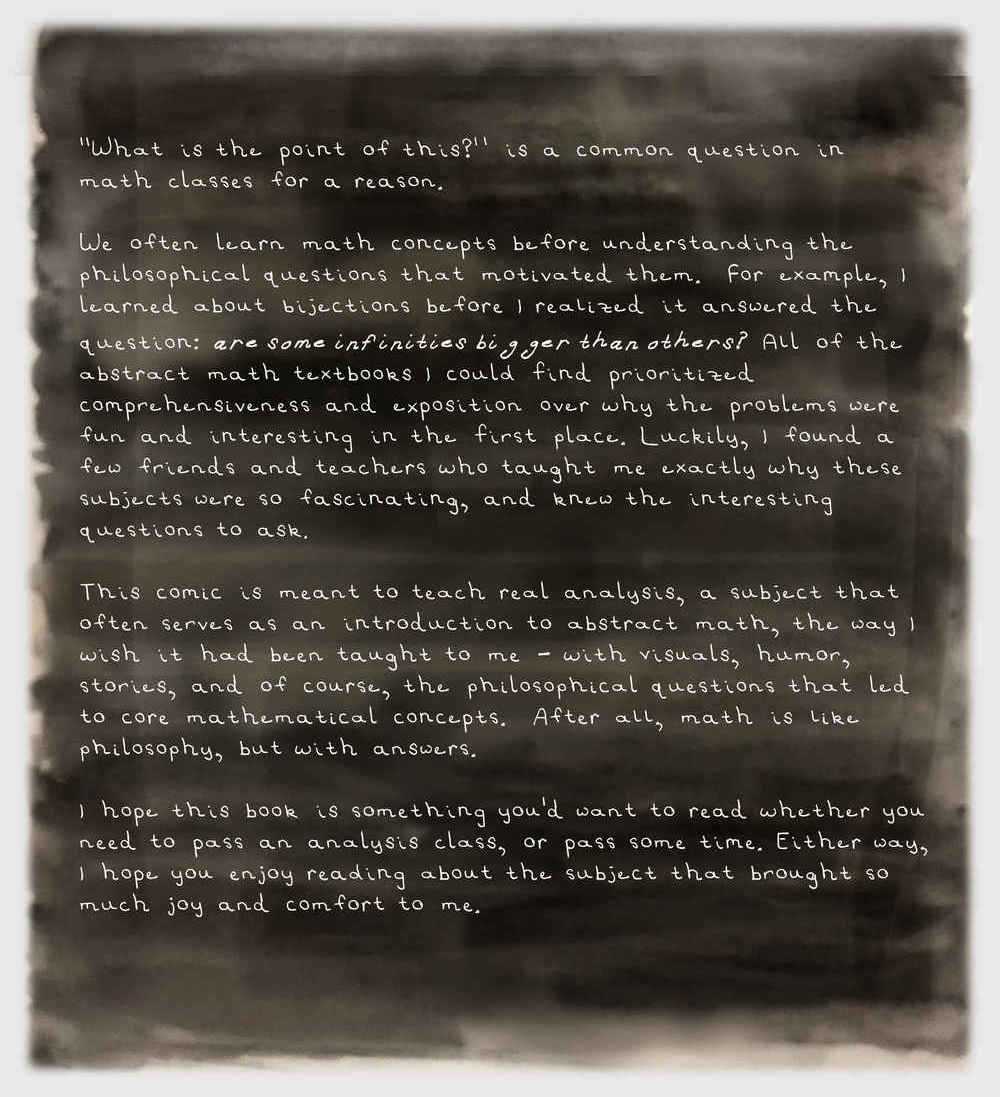 "What is the point of this?" is a common question in
math classes for a reason.
We often learn math concepts before understanding the
philosophical questions that motivated them. For example, I
learned about bijections before I realized it answered the
question: are some infinities bigger than others? All of the
abstract math textbooks I could find prioritized
comprehensiveness and exposition over why the problems were
fun and interesting in the first place. Luckily, I found a
few friends and teachers who taught me exactly why these
subjects were so fascinating, and knew the interesting
questions to ask.
This comic is meant to teach real analysis, a subject that
often serves as an introduction to abstract math, the way I
wish it had been taught to me - with visuals, humor,
stories, and of course, the philosophical questions that led
to core mathematical concepts. After all, math is like
philosophy, but with answers.
I hope this book is something you'd want to read whether you
need to pass an analysis class, or pass some time. Either way,
I hope you enjoy reading about the subject that brought so
much joy and comfort to me.